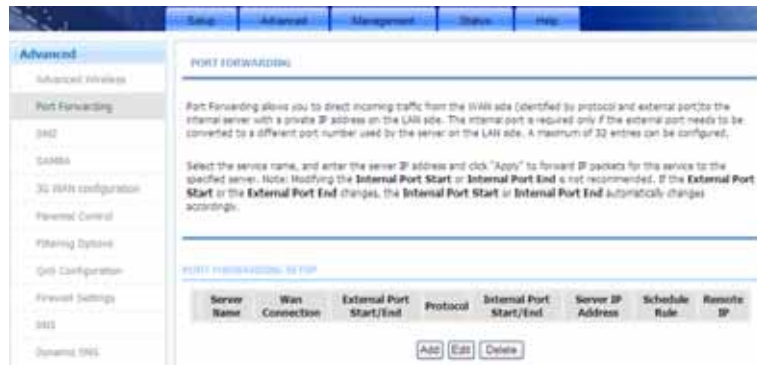 Setup Advanced Management Status Help
Advanced
Advanced Wireless
Port Forwarding
DMZ
SAMBA
3G WAN configuration
Parental Control
Filtering Options
QoS Configuration
Firewall Settings
DNS
Dynamic DNS
PORT FORWARDING
Port Forwarding allows you to direct incoming traffic from the WAN side (identified by protocol and external port)to the
internal server with a private IP address on the LAN side. The internal port is required only if the external port needs to be
converted to a different port number used by the server on the LAN side. A maximum of 32 entries can be configured.
Select the service name, and enter the server IP address and click "Apply" to forward IP packets for this service to the
specified server. Note: Modifying the Internal Port Start or Internal Port End is not recommended. If the External Port
Start or the External Port End changes, the Internal Port Start or Internal Port End automatically changes
accordingly.
PORT FORWARDING SETUP
Server Name Wan Connection External Port Start/End Protocol Internal Port Start/End Server IP Address Schedule Rule Remote IP
Add Edit Delete